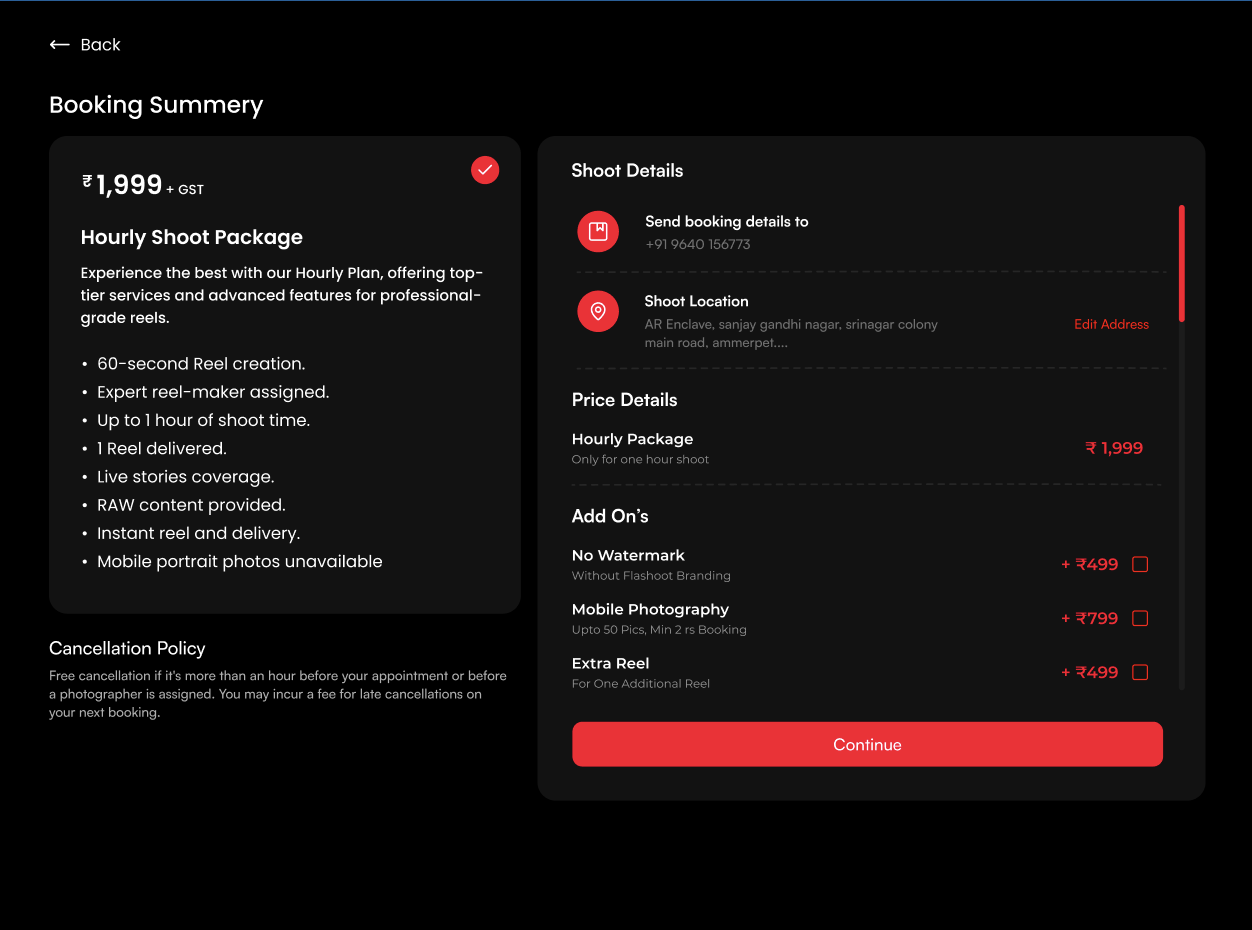 Back
Booking Summery
₹1,999 + GST
Hourly Shoot Package
Experience the best with our Hourly Plan, offering top-
tier services and advanced features for professional-
grade reels.
• 60-second Reel creation.
• Expert reel-maker assigned.
• Up to 1 hour of shoot time.
• 1 Reel delivered.
• Live stories coverage.
• RAW content provided.
• Instant reel and delivery.
• Mobile portrait photos unavailable
Cancellation Policy
Free cancellation if it's more than an hour before your appointment or before
a photographer is assigned. You may incur a fee for late cancellations on
your next booking.
Shoot Details
Send booking details to
+91 9640 156773
Shoot Location
AR Enclave, sanjay gandhi nagar, srinagar colony
main road, ammerpet....
Edit Address
Price Details
Hourly Package
Only for one hour shoot
₹ 1,999
Add On’s
No Watermark
Without Flashoot Branding
+ ₹499
Mobile Photography
Upto 50 Pics, Min 2 rs Booking
+ ₹799
Extra Reel
For One Additional Reel
+ ₹499
Continue